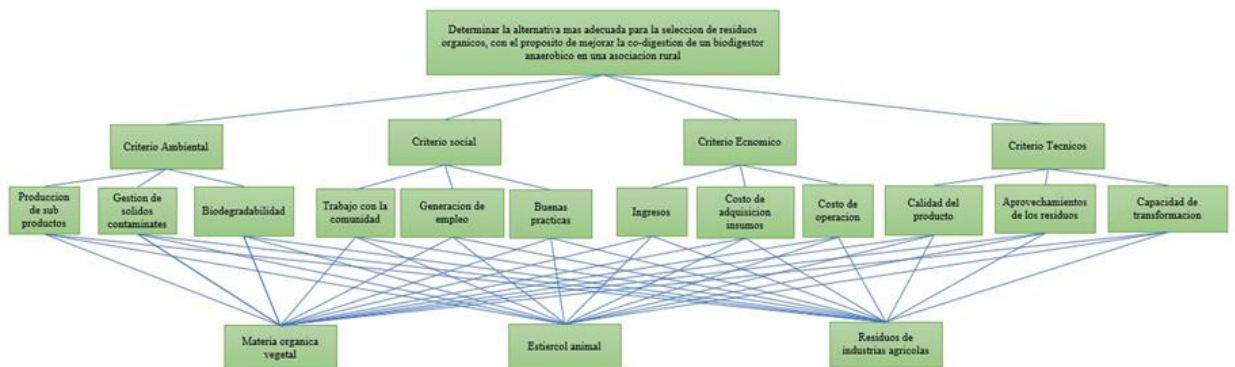 Determinar la alternativa mas adecuada para la seleccion de residuos
organicos, con el proposito de mejorar la co-digestion de un biodigestor
anaerobico en una asociacion rural
Criterio Ambiental
Criterio social
Criterio Ecnomico
Criterio Tecnicos
Produccion
de sub
productos
Gestion de
solidos
contaminates
Biodegradabilidad
Trabajo con la
comunidad
Generacion de
empleo
Buenas
practicas
Ingresos
Costo de
adquisicion
insumos
Costo de
operacion
Calidad del
producto
Aprovechamientos
de los residuos
Capacidad de
transformacion
Materia organica
vegetal
Estiercol animal
Residuos de
industrias agricolas